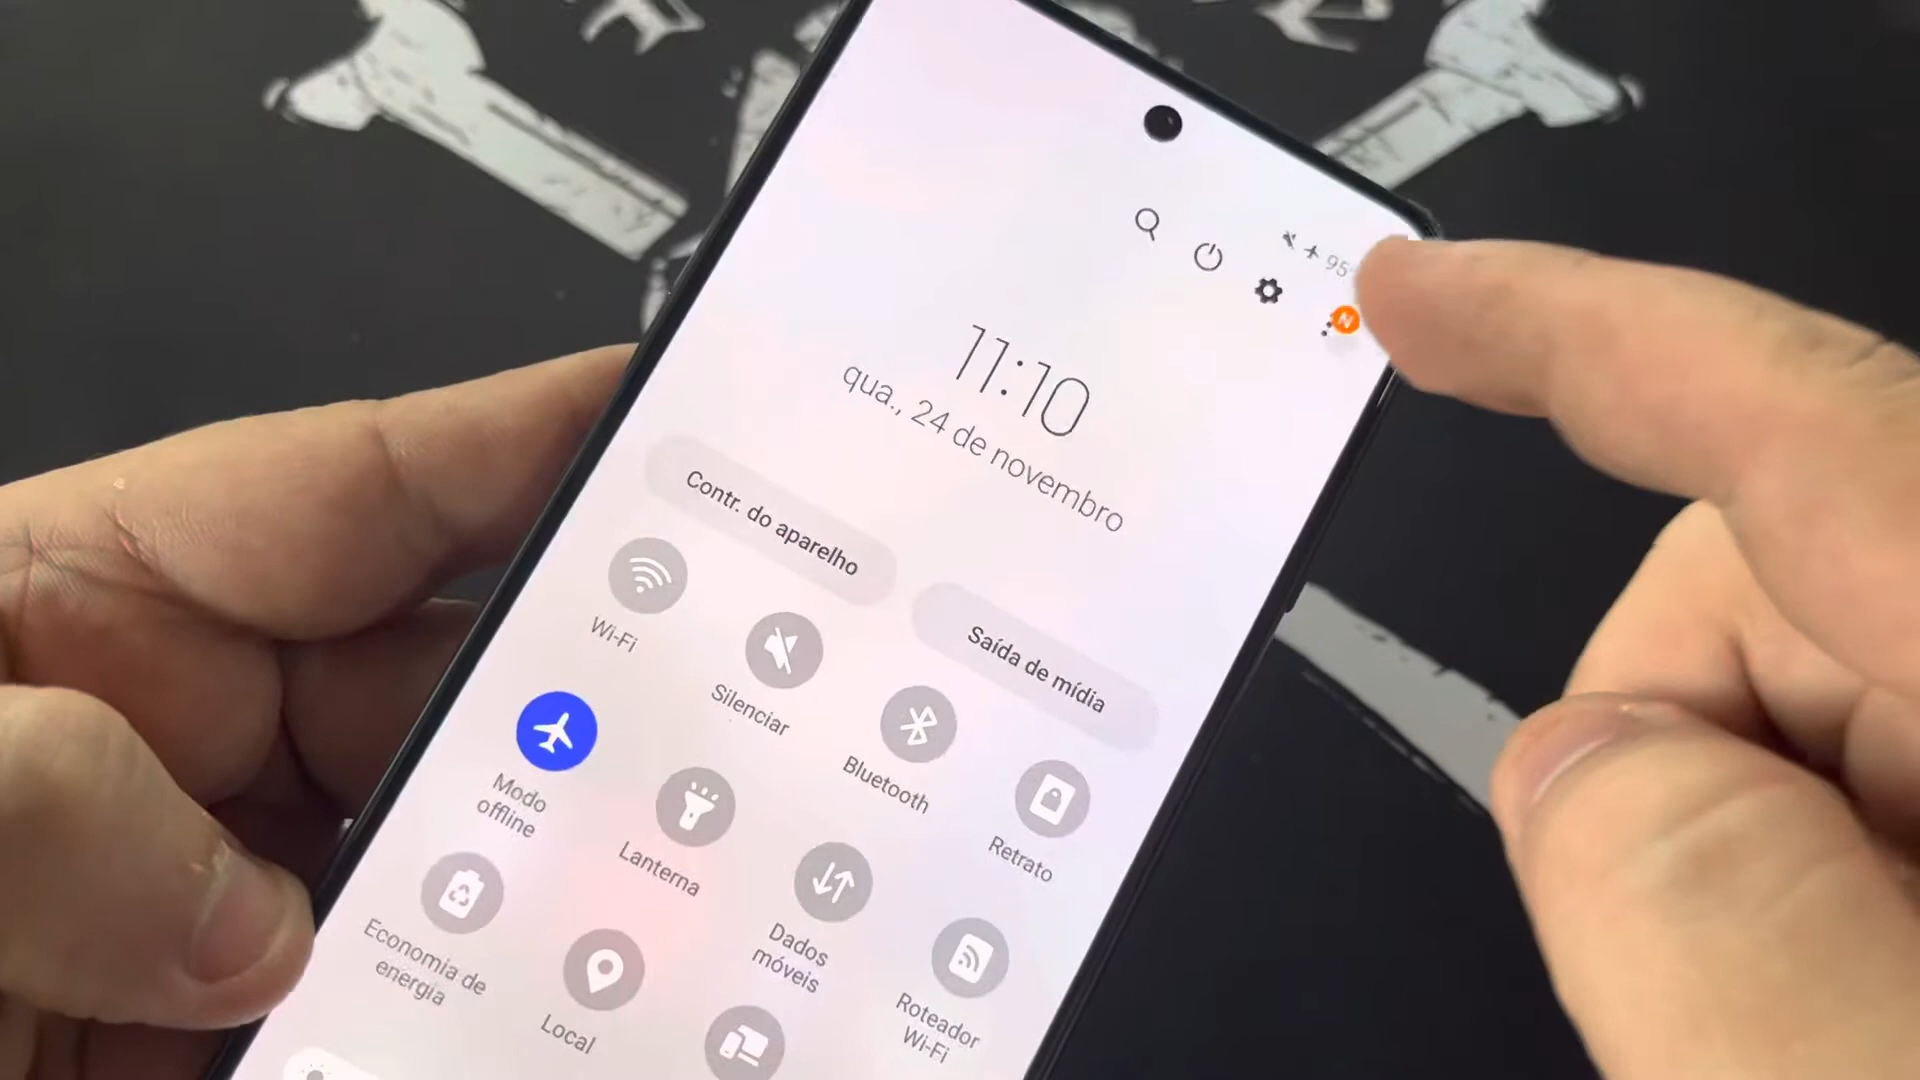 95
N
11:10
qua., 24 de novembro
Contr. do aparelho
Saída de mídia
Wi-Fi
Silenciar
Bluetooth
Retrato
Modo
offline
Lanterna
Dados
móveis
Roteador
Wi-Fi
Economia de
energia
Local